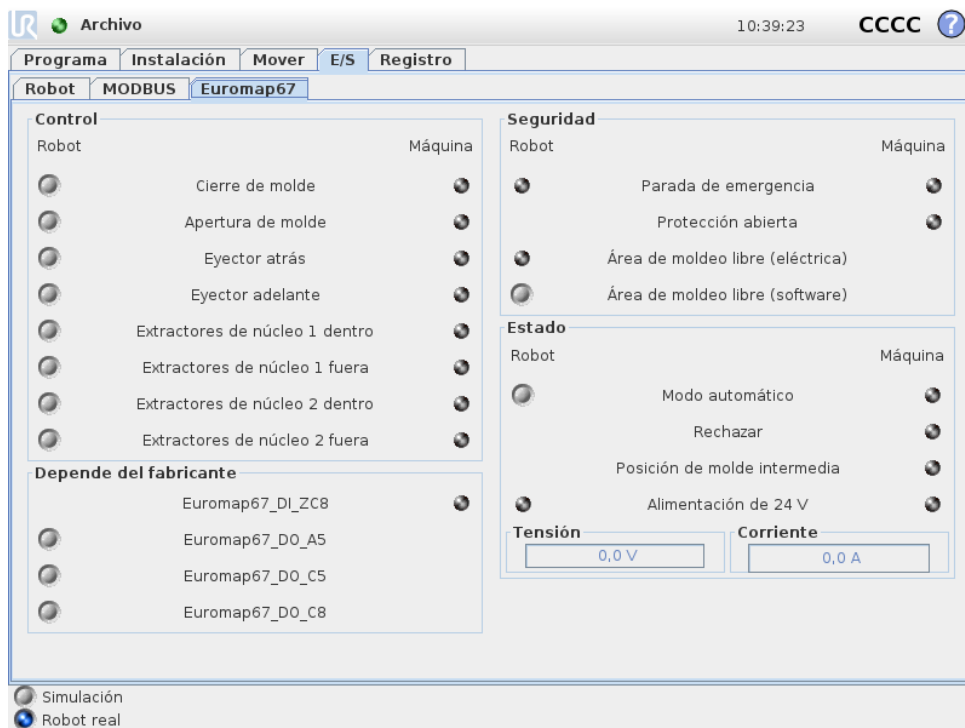 UR Archivo 10:39:23 CCCC ?
Programa Instalación Mover E/S Registro
Robot MODBUS Euromap67
Control
Robot Máquina
Cierre de molde
Apertura de molde
Eyector atrás
Eyector adelante
Extractores de núcleo 1 dentro
Extractores de núcleo 1 fuera
Extractores de núcleo 2 dentro
Extractores de núcleo 2 fuera
Depende del fabricante
Euromap67_DI_ZC8
Euromap67_DO_A5
Euromap67_DO_C5
Euromap67_DO_C8
Seguridad
Robot Máquina
Parada de emergencia
Protección abierta
Área de moldeo libre (eléctrica)
Área de moldeo libre (software)
Estado
Robot Máquina
Modo automático
Rechazar
Posición de molde intermedia
Alimentación de 24 V
Tensión Corriente
0,0 V 0,0 A
Simulación
Robot real